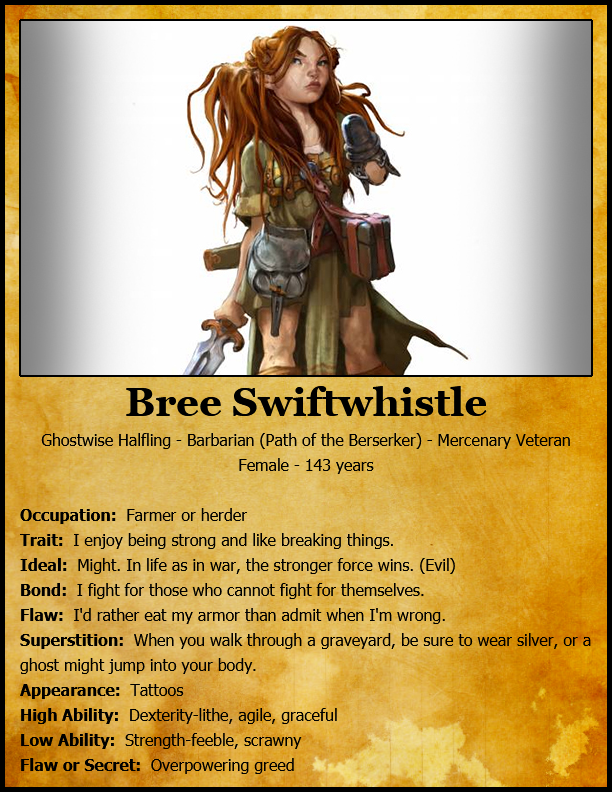 Bree Swiftwhistle
Ghostwise Halfling - Barbarian (Path of the Berserker) - Mercenary Veteran
Female - 143 years
Occupation: Farmer or herder
Trait: I enjoy being strong and like breaking things.
Ideal: Might. In life as in war, the stronger force wins. (Evil)
Bond: I fight for those who cannot fight for themselves.
Flaw: I'd rather eat my armor than admit when I'm wrong.
Superstition: When you walk through a graveyard, be sure to wear silver, or a
ghost might jump into your body.
Appearance: Tattoos
High Ability: Dexterity-lithe, agile, graceful
Low Ability: Strength-feeble, scrawny
Flaw or Secret: Overpowering greed